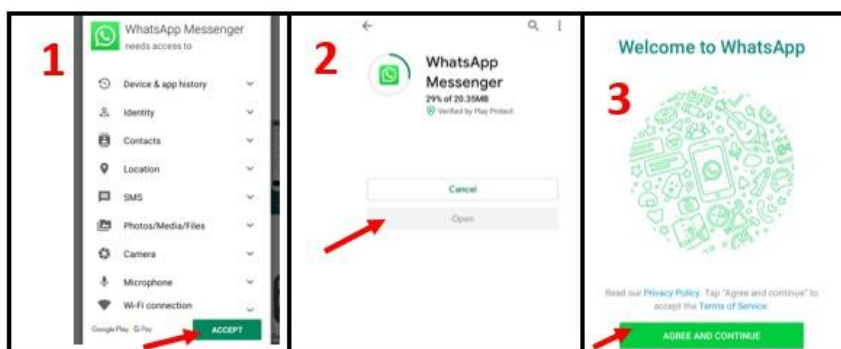 1
WhatsApp Messenger
needs access to
Device & app history
Identity
Contacts
Location
SMS
Photos/Media/Files
Camera
Microphone
Wi-Fi connection
Google Play G Pay
ACCEPT
2
WhatsApp
Messenger
29% of 20.35MB
Verified by Play Protect
Cancel
Open
Welcome to WhatsApp
3
Read our Privacy Policy. Tap "Agree and continue" to
accept the Terms of Service.
AGREE AND CONTINUE